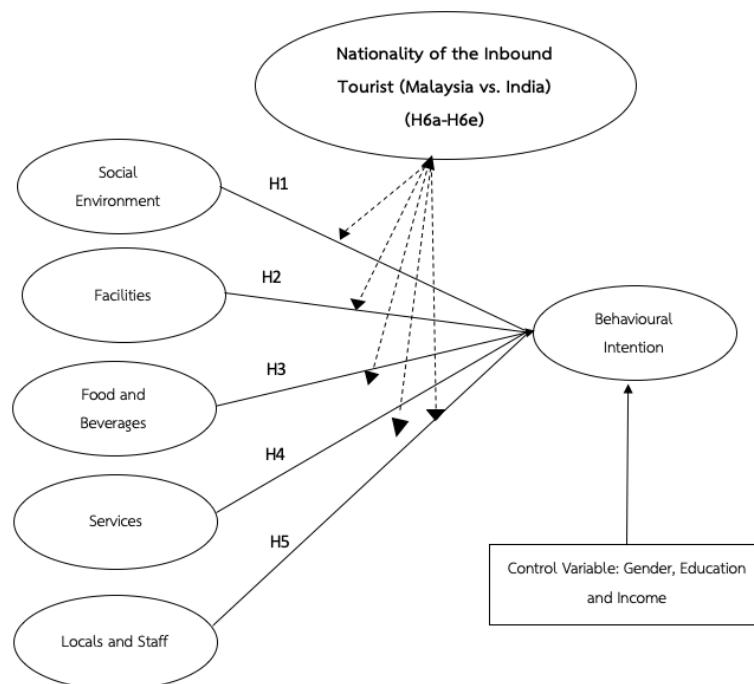 Nationality of the Inbound
Tourist (Malaysia vs. India)
(H6a-H6e)
Social
Environment
H1
Facilities
H2
Behavioural
Intention
Food and
Beverages
H3
Services
H4
Locals and Staff
H5
Control Variable: Gender, Education
and Income